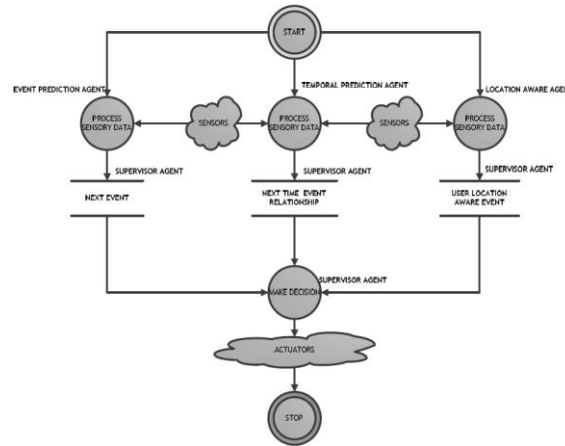 START
EVENT PREDICTION AGENT
TEMPORAL PREDICTION AGENT
LOCATION AWARE AGE
PROCESS
SENSORY DATA
SENSORS
PROCESS
SENSORY DATA
SENSORS
PROCESS
SENSORY DATA
SUPERVISOR AGENT
SUPERVISOR AGENT
SUPERVISOR AGENT
NEXT EVENT
NEXT TIME EVENT
RELATIONSHIP
USER LOCATION
AWARE EVENT
SUPERVISOR AGENT
MAKE DECISION
ACTUATORS
STOP